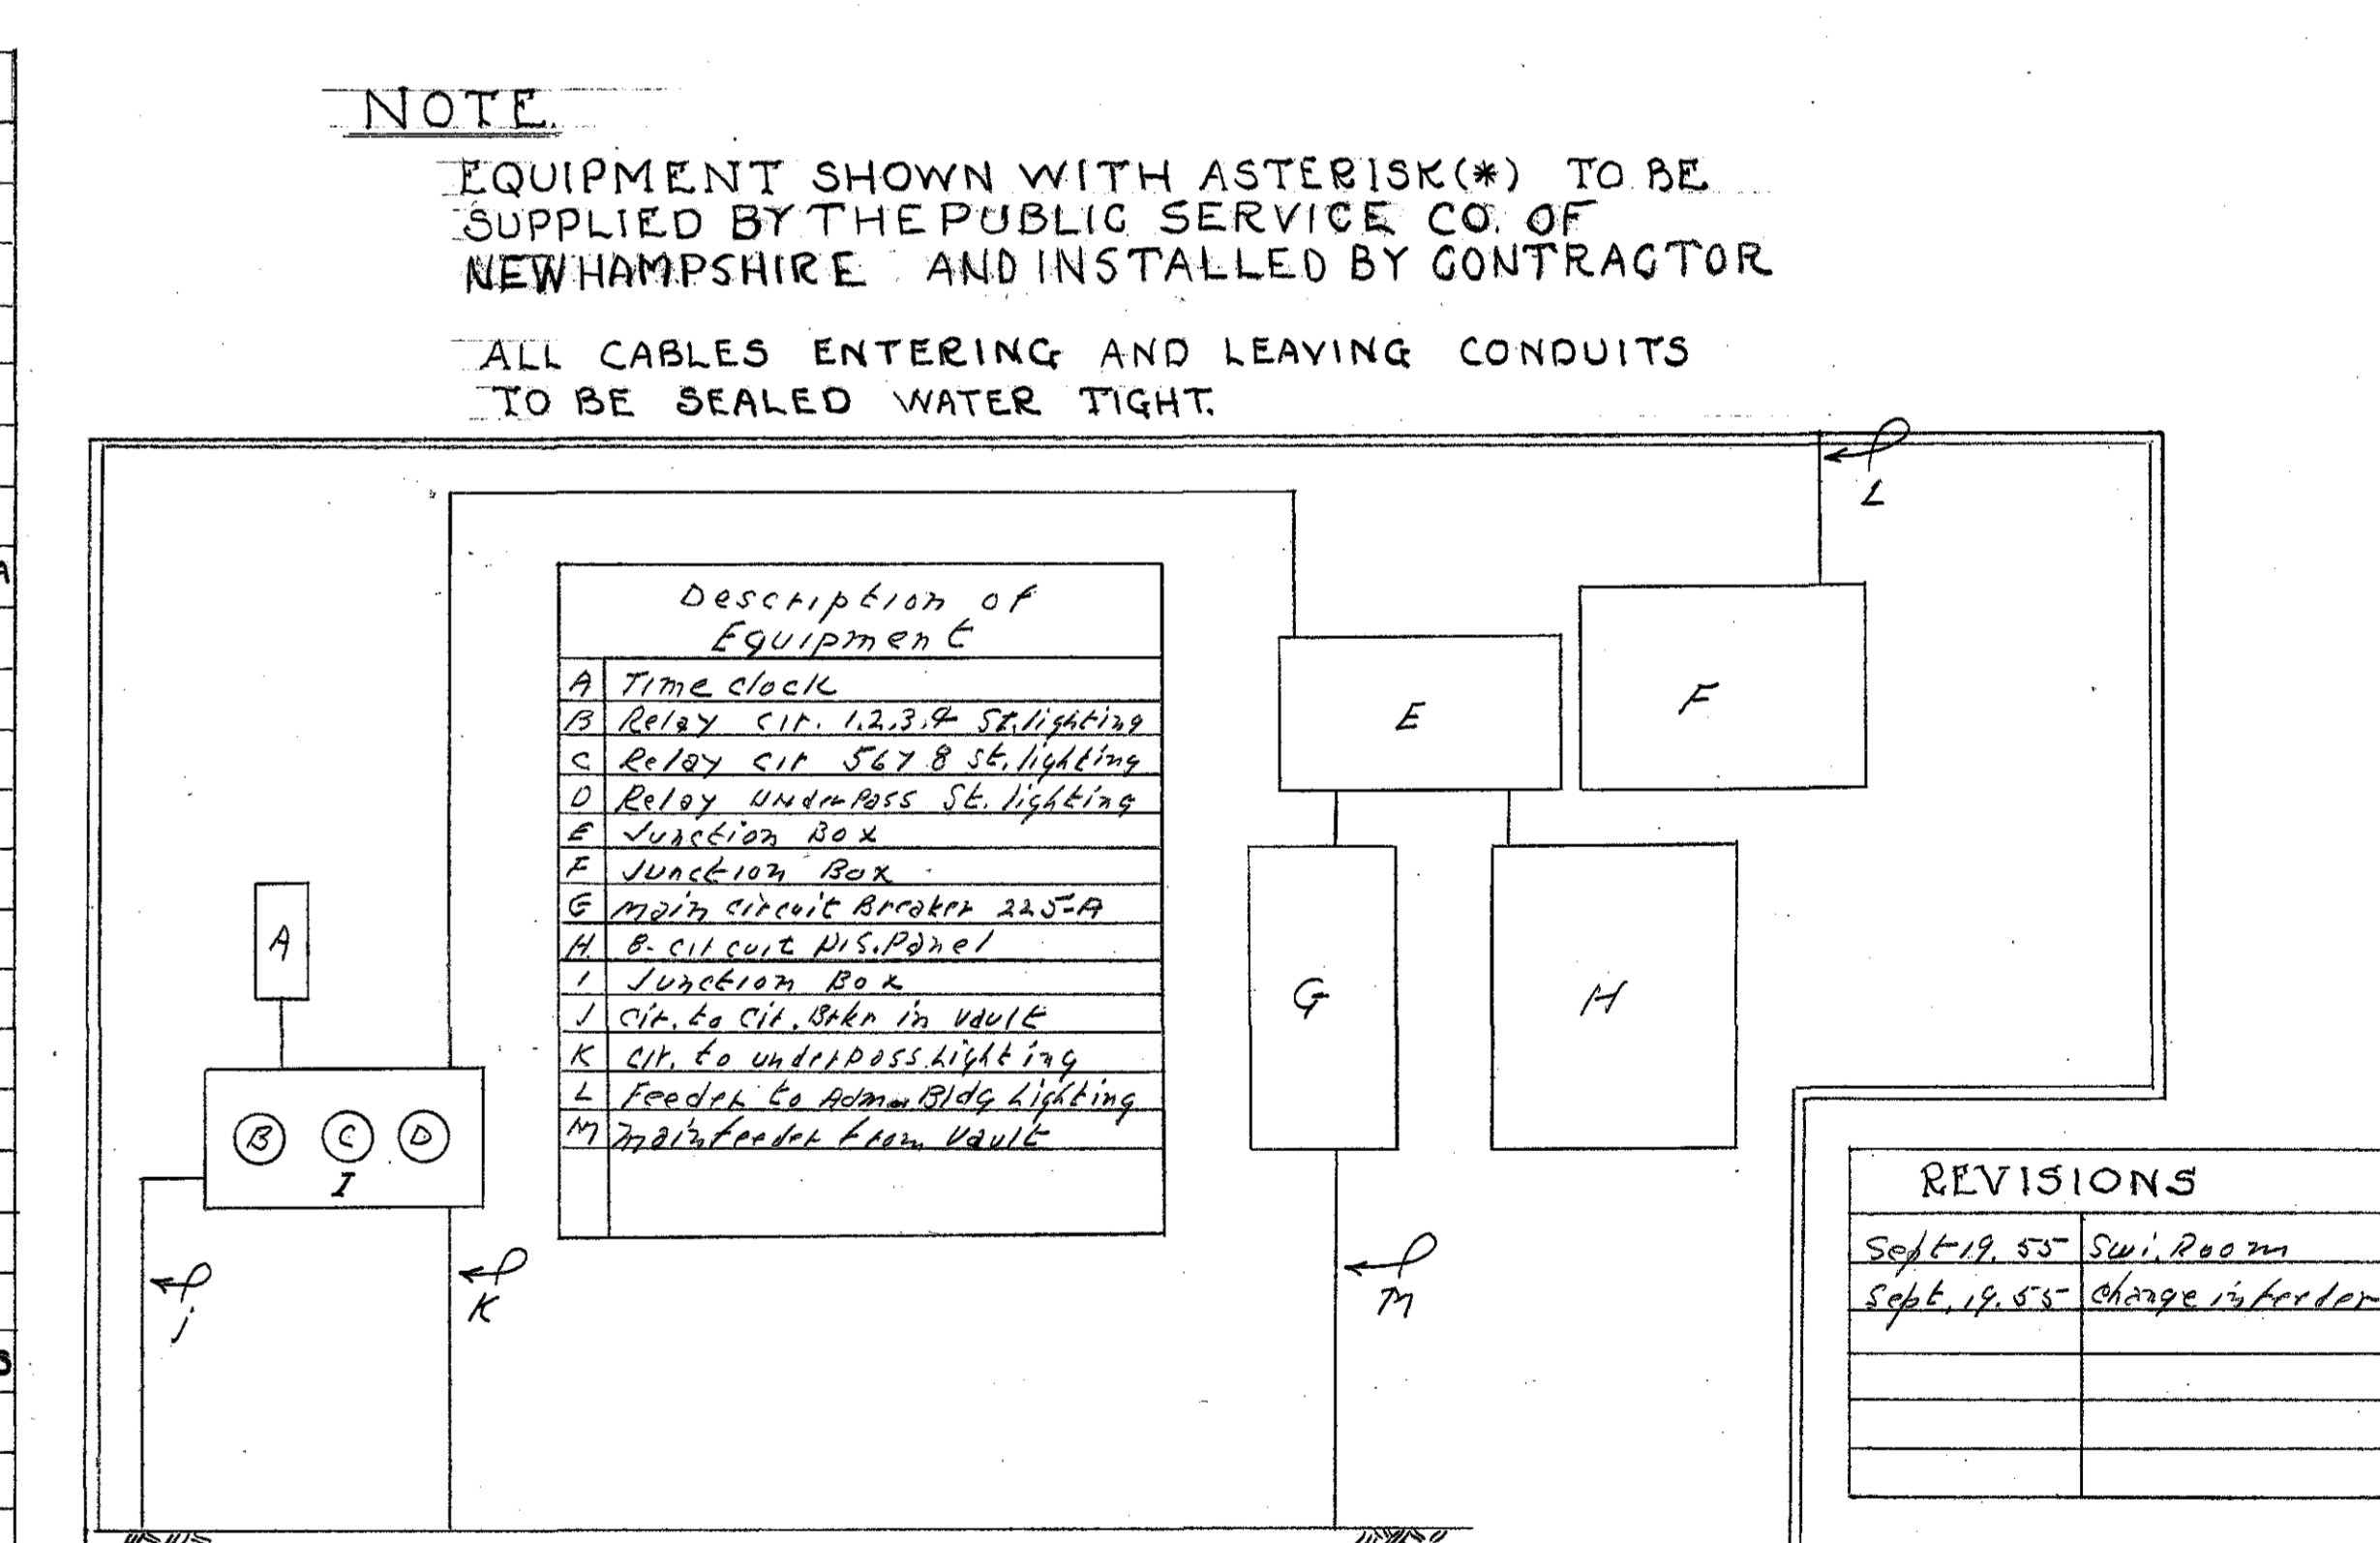 NOTE.
EQUIPMENT SHOWN WITH ASTERISK(*) TO BE
SUPPLIED BY THE PUBLIC SERVICE CO. OF
NEW HAMPSHIRE AND INSTALLED BY CONTRACTOR
ALL CABLES ENTERING AND LEAVING CONDUITS
TO BE SEALED WATER TIGHT.
L
Description of
Equipment
A Time clock
B Relay Cir. 1.2.3.4 St. lighting
C Relay Cir 567.8 St. lighting
D Relay UnderPass St. lighting
E Junction Box
F Junction Box
G Main Circuit Breaker 225-A
H 8-Circuit Dis. Panel
I Junction Box
J Cir. to Cir. Brkr in Vault
K Cir. to underpass. Lighting
L Feeder to Adm. Bldg Lighting
M Main feeder from Vault
E
F
G
H
A
B C D
I
j
K
M
REVISIONS
Sept 19. 55 Swi. Room
Sept. 19. 55 Change in feeder
A
S